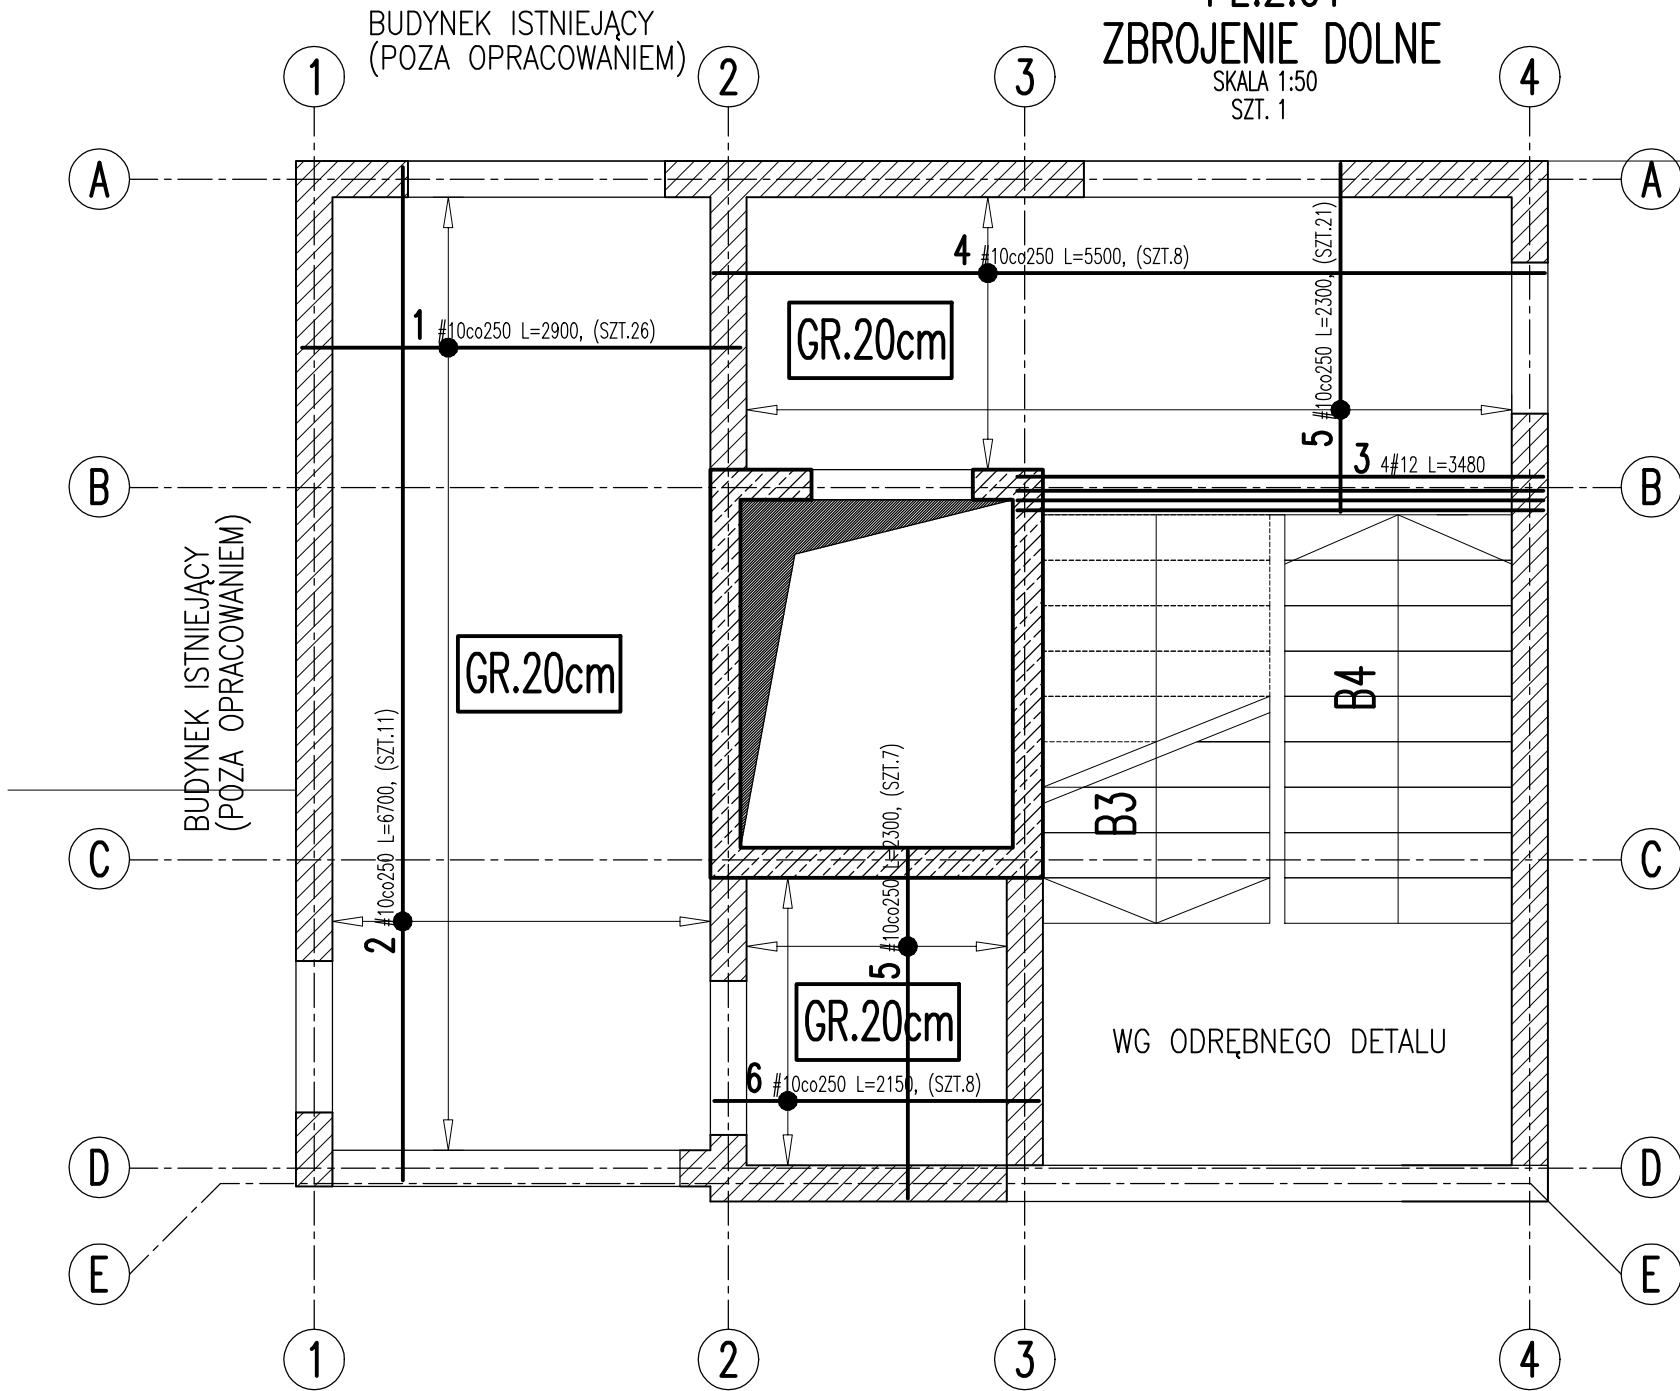 BUDYNEK ISTNIEJĄCY
(POZA OPRACOWANIEM)
ZBROJENIE DOLNE
SKALA 1:50
SZT. 1
1
2
3
4
A
A
4 #10co250 L=5500, (SZT.8)
1 #10co250 L=2900, (SZT.26)
GR.20cm
5 #10co250 L=2300, (SZT.21)
3 4#12 L=3480
B
B
BUDYNEK ISTNIEJĄCY
(POZA OPRACOWANIEM)
GR.20cm
2 #10co250 L=6700, (SZT.11)
5 #10co250 L=2300, (SZT.7)
B4
B3
C
C
GR.20cm
WG ODRĘBNEGO DETALU
6 #10co250 L=2150, (SZT.8)
D
D
E
E
1
2
3
4